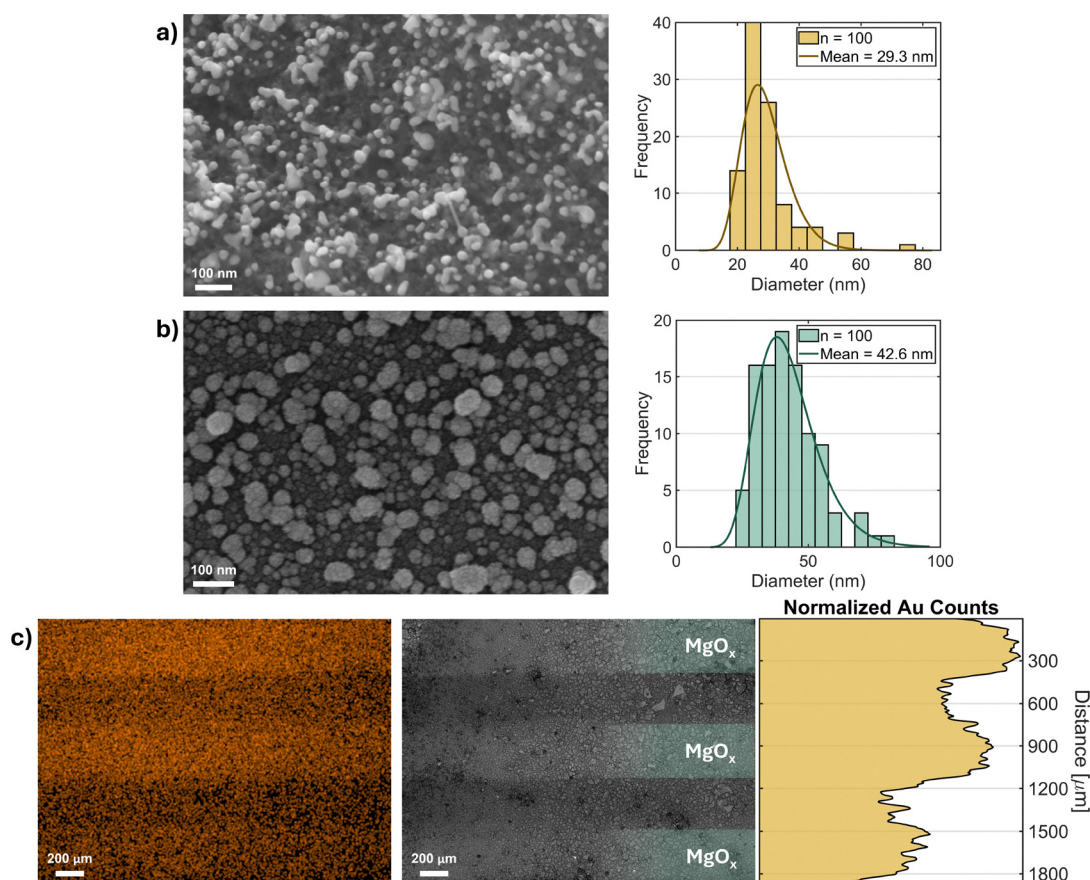 a)
100 nm
40
30
20
10
0
Frequency
n = 100
Mean = 29.3 nm
0 20 40 60 80
Diameter (nm)
b)
100 nm
20
15
10
5
0
Frequency
n = 100
Mean = 42.6 nm
0 50 100
Diameter (nm)
c)
200 µm
MgOₓ
MgOₓ
MgOₓ
200 µm
Normalized Au Counts
300
600
900
1200
1500
1800
Distance [µm]